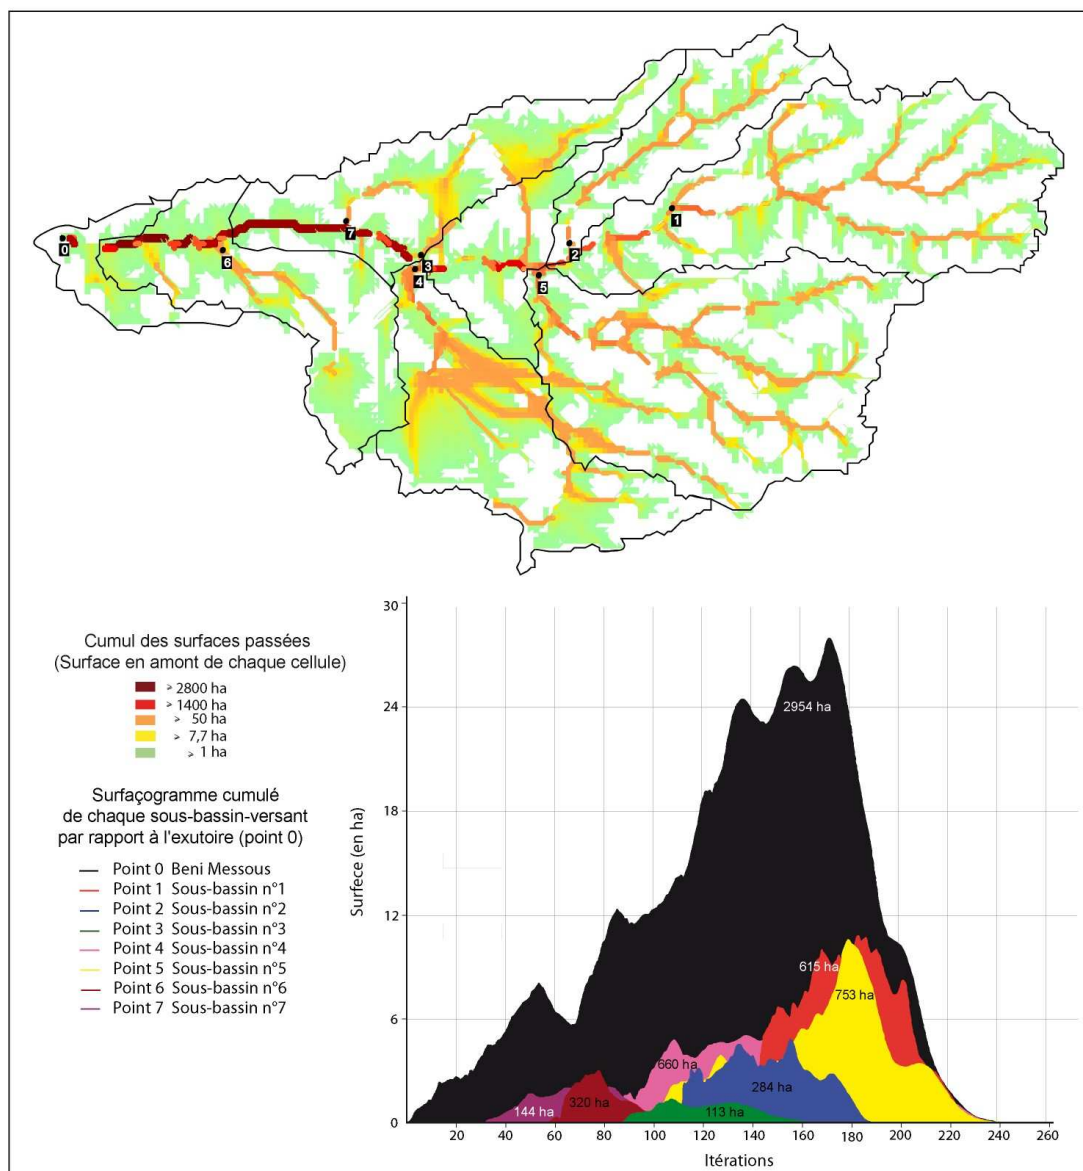 0
6
7
3
4
5
2
1
Cumul des surfaces passées
(Surface en amont de chaque cellule)
> 2800 ha
> 1400 ha
> 50 ha
> 7,7 ha
> 1 ha
Surfaçogramme cumulé
de chaque sous-bassin-versant
par rapport à l'exutoire (point 0)
Point 0 Beni Messous
Point 1 Sous-bassin n°1
Point 2 Sous-bassin n°2
Point 3 Sous-bassin n°3
Point 4 Sous-bassin n°4
Point 5 Sous-bassin n°5
Point 6 Sous-bassin n°6
Point 7 Sous-bassin n°7
Surfece (en ha)
30
24
18
12
6
0
2954 ha
615 ha
753 ha
660 ha
284 ha
320 ha
144 ha
113 ha
20 40 60 80 100 120 140 160 180 200 220 240 260
Itérations